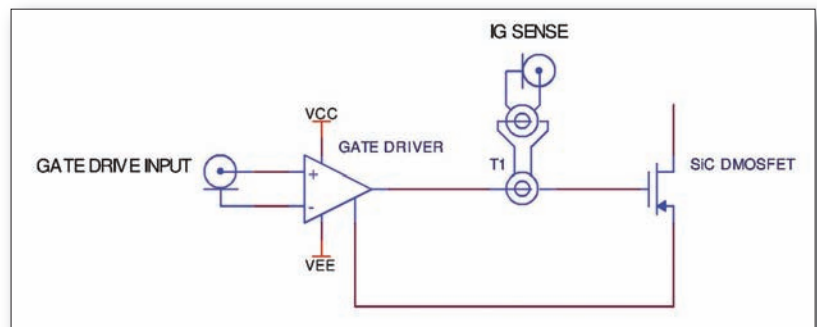 IG SENSE
VCC
GATE DRIVER
GATE DRIVE INPUT
+
-
T1
SiC DMOSFET
VEE